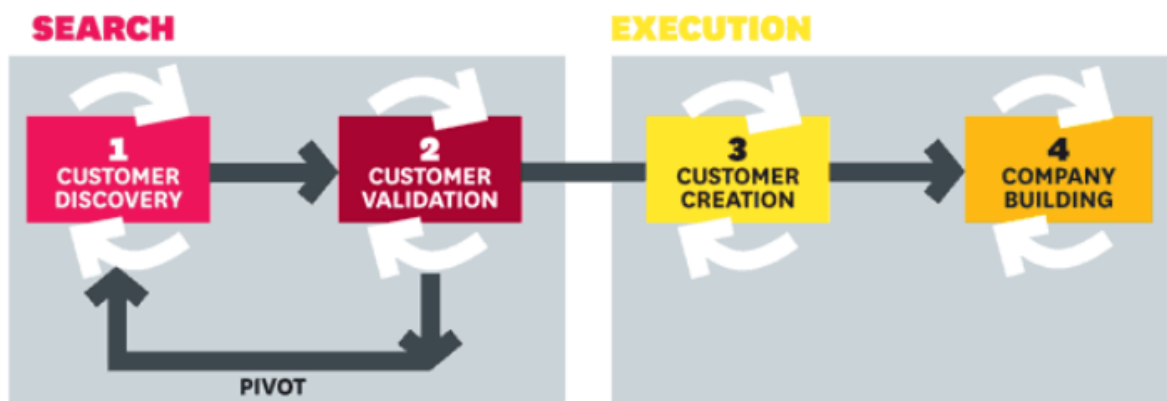 SEARCH
EXECUTION
1
CUSTOMER
DISCOVERY
2
CUSTOMER
VALIDATION
3
CUSTOMER
CREATION
4
COMPANY
BUILDING
PIVOT